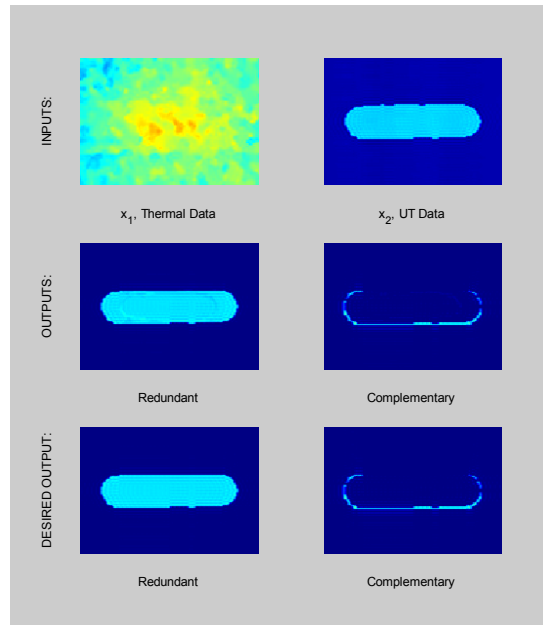 INPUTS:
x1, Thermal Data
x2, UT Data
OUTPUTS:
Redundant
Complementary
DESIRED OUTPUT:
Redundant
Complementary